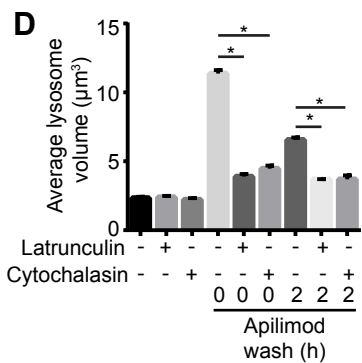 D
Average lysosome
volume (µm³)
15
10
5
0
* *
* *
Latrunculin - + - - + - - + -
Cytochalasin - - + - - + - - +
0 0 0 2 2 2
Apilimod
wash (h)